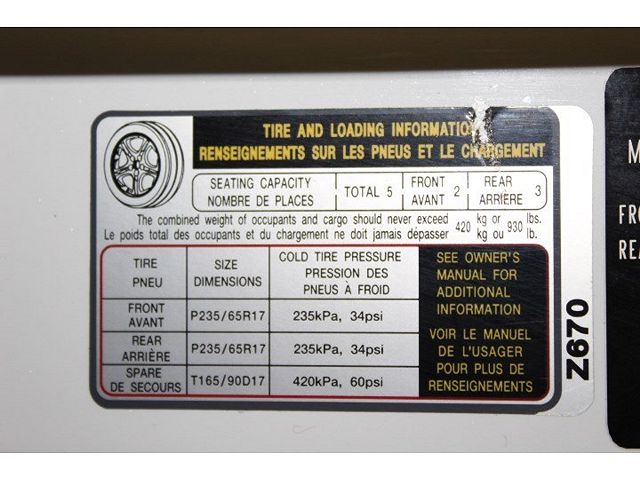 TIRE AND LOADING INFORMATION
RENSEIGNEMENTS SUR LES PNEUS ET LE CHARGEMENT
SEATING CAPACITY
NOMBRE DE PLACES
TOTAL 5
FRONT
AVANT 2
REAR
ARRIÈRE 3
The combined weight of occupants and cargo should never exceed 420 kg or 930 lbs.
Le poids total des occupants et du chargement ne doit jamais dépasser kg ou lb.
TIRE
PNEU
SIZE
DIMENSIONS
COLD TIRE PRESSURE
PRESSION DES
PNEUS À FROID
SEE OWNER'S
MANUAL FOR
ADDITIONAL
INFORMATION
FRONT
AVANT
P235/65R17
235kPa, 34psi
REAR
ARRIÈRE
P235/65R17
235kPa, 34psi
SPARE
DE SECOURS
T165/90D17
420kPa, 60psi
VOIR LE MANUEL
DE L'USAGER
POUR PLUS DE
RENSEIGNEMENTS
Z670
M
FRO
REA